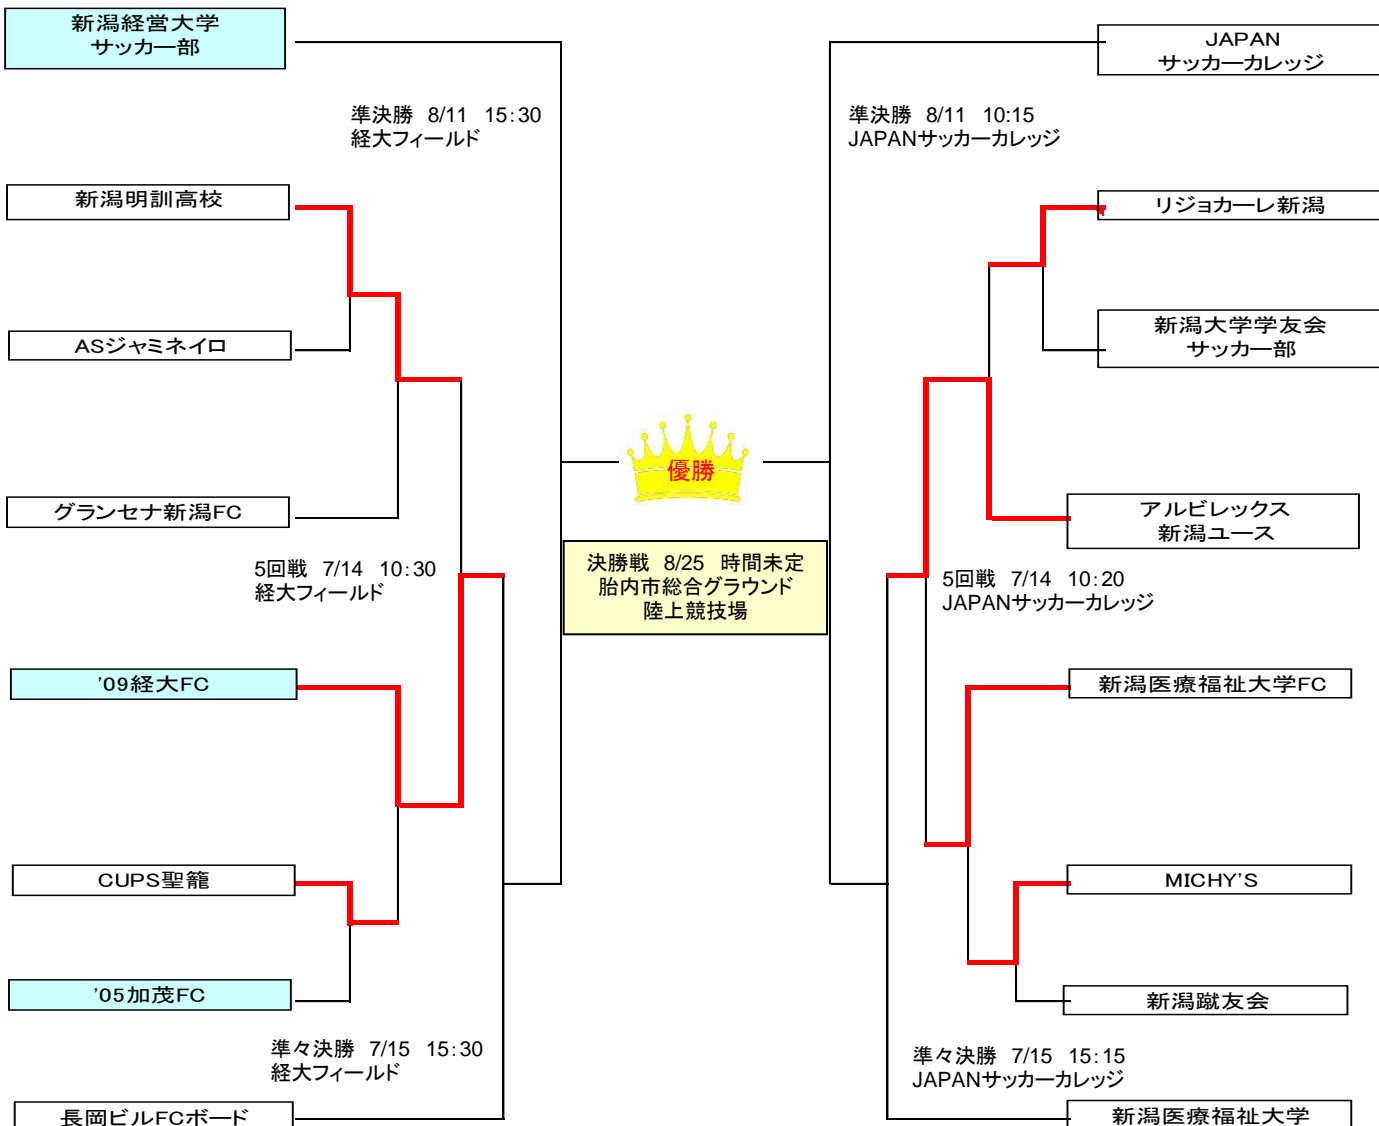 新潟経営大学
サッカー部
JAPAN
サッカーカレッジ
準決勝 8/11 15:30
経大フィールド
準決勝 8/11 10:15
JAPANサッカーカレッジ
新潟明訓高校
リジョカーレ新潟
ASジャミネイロ
新潟大学学友会
サッカー部
優勝
グランセナ新潟FC
アルビレックス
新潟ユース
5回戦 7/14 10:30
経大フィールド
決勝戦 8/25 時間未定
胎内市総合グラウンド
陸上競技場
5回戦 7/14 10:20
JAPANサッカーカレッジ
'09経大FC
新潟医療福祉大学FC
CUPS聖籠
MICHY'S
'05加茂FC
新潟蹴友会
準々決勝 7/15 15:30
経大フィールド
準々決勝 7/15 15:15
JAPANサッカーカレッジ
長岡ビルFCボード
新潟医療福祉大学